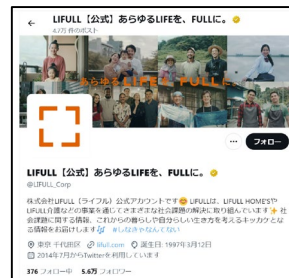 LIFULL【公式】あらゆるLIFEを、FULLに。
4.7万 件のポスト
あらゆるLIFEを、FULLに。
フォロー
LIFULL【公式】あらゆるLIFEを、FULLに。
@LIFULL_Corp
株式会社LIFULL（ライフル）公式アカウントです LIFULLは、LIFULL HOME'Sや
LIFULL介護などの事業を通してさまざまな社会課題の解決に取り組んでいます 社
会課題に関する情報、これからの暮らしや自分らしい生き方を考えるキッカケとな
る情報をお届けします #しなきゃなんてない
東京 千代田区 lifull.com 誕生日: 1997年3月12日
2014年7月からTwitterを利用しています
376 フォロー中 5.6万 フォロワー